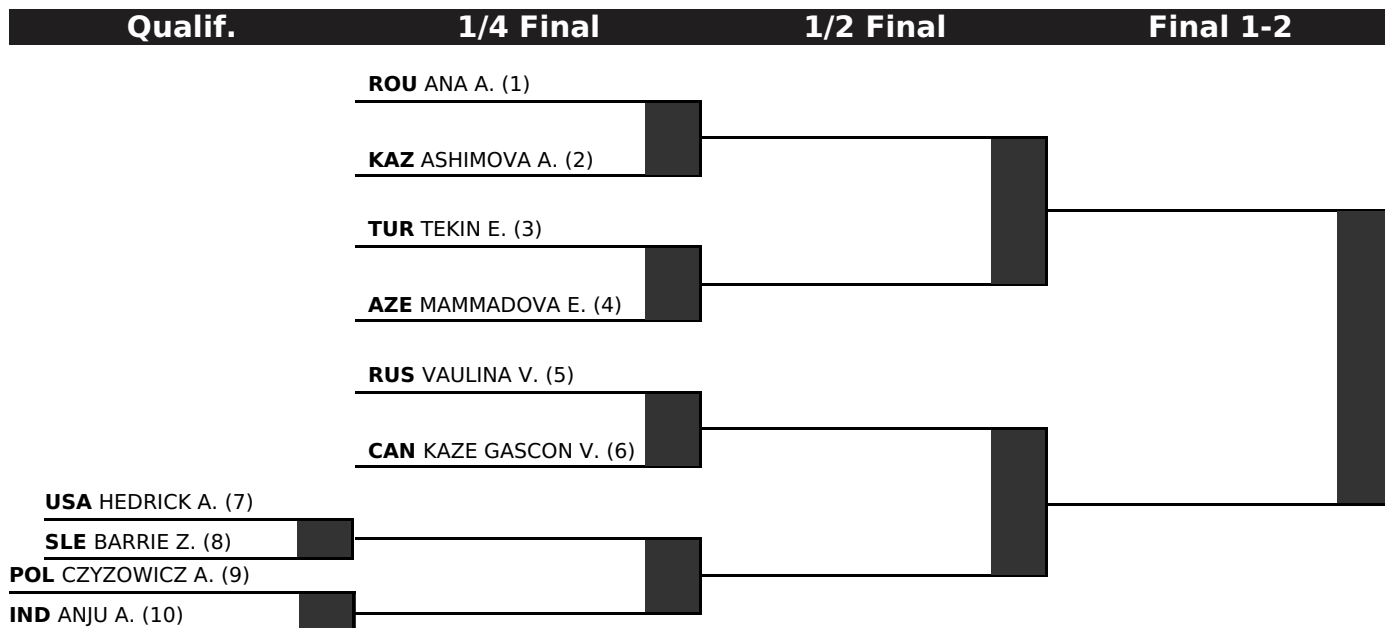 Qualif. 1/4 Final 1/2 Final Final 1-2
ROU ANA A. (1)
KAZ ASHIMOVA A. (2)
TUR TEKIN E. (3)
AZE MAMMADOVA E. (4)
RUS VAULINA V. (5)
CAN KAZE GASCON V. (6)
USA HEDRICK A. (7)
SLE BARRIE Z. (8)
POL CZYZOWICZ A. (9)
IND ANJU A. (10)